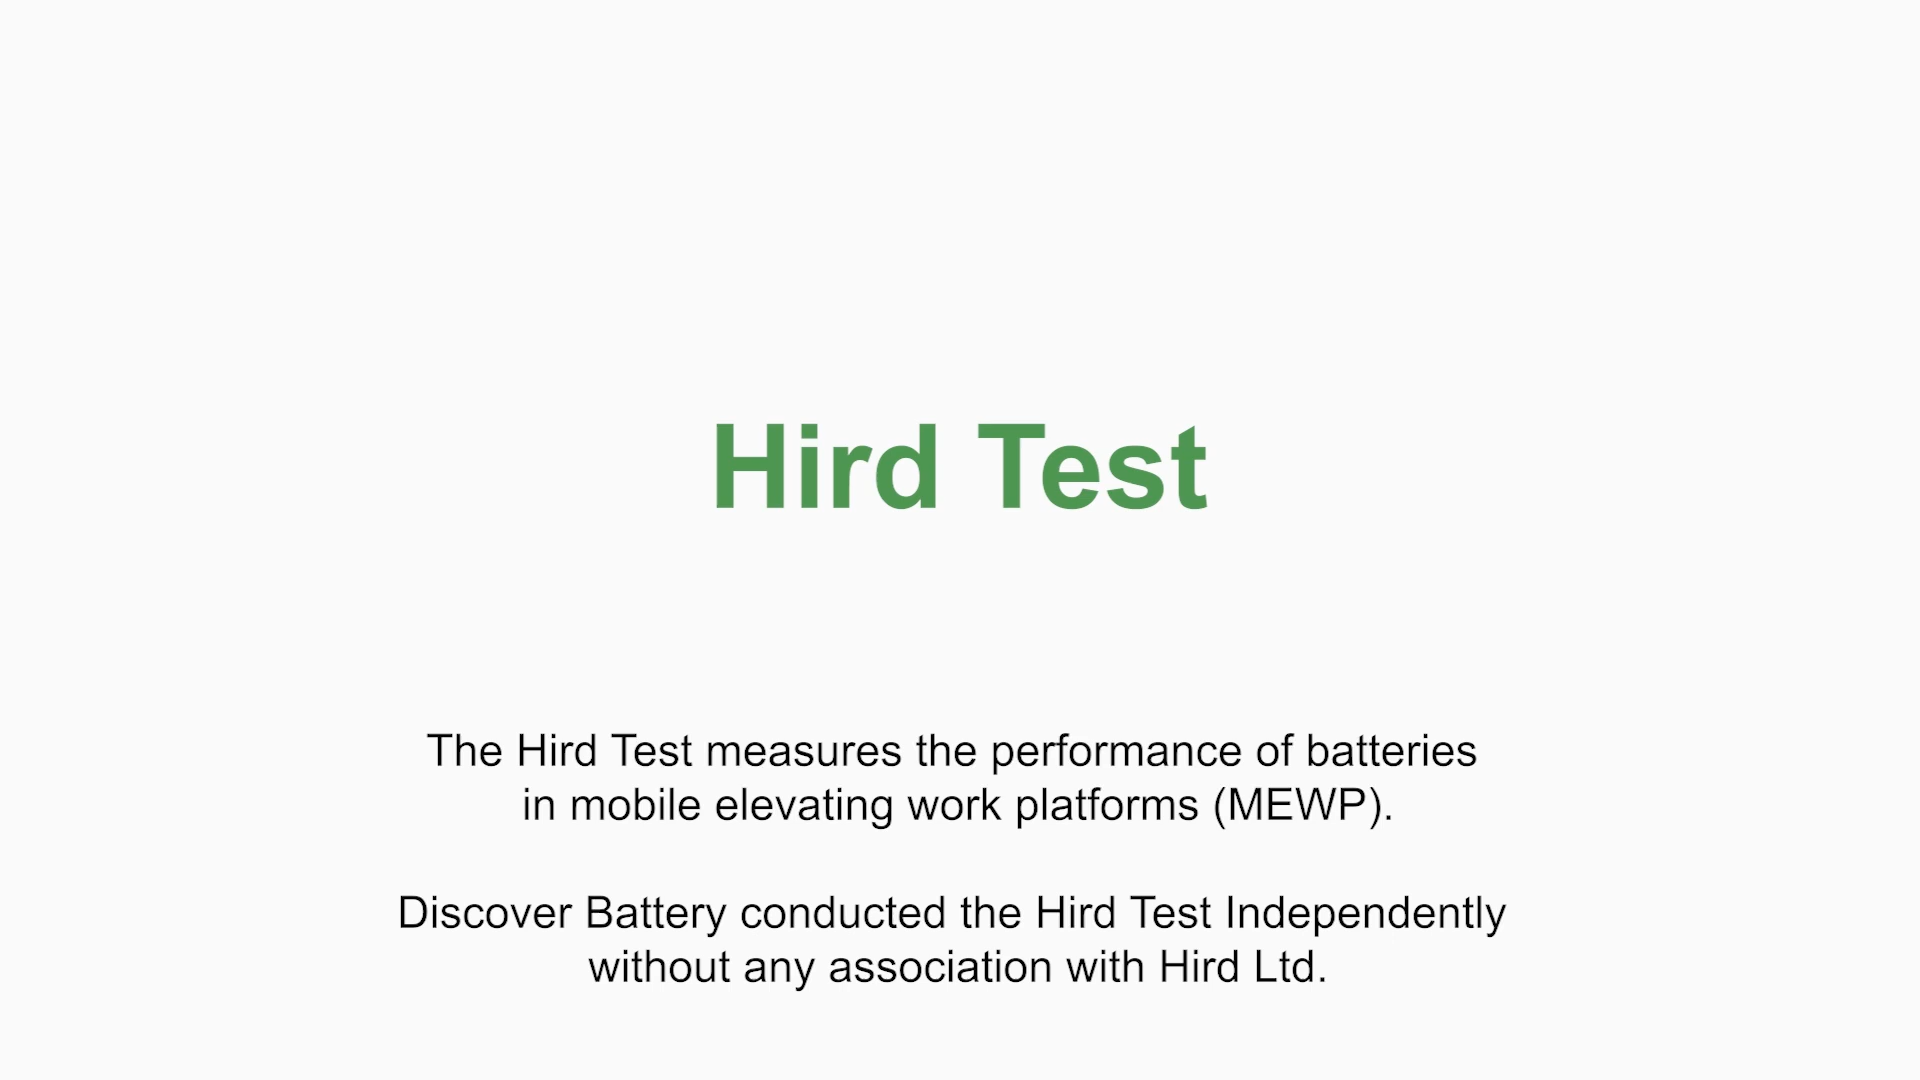 Hird Test
The Hird Test measures the performance of batteries
in mobile elevating work platforms (MEWP).
Discover Battery conducted the Hird Test Independently
without any association with Hird Ltd.